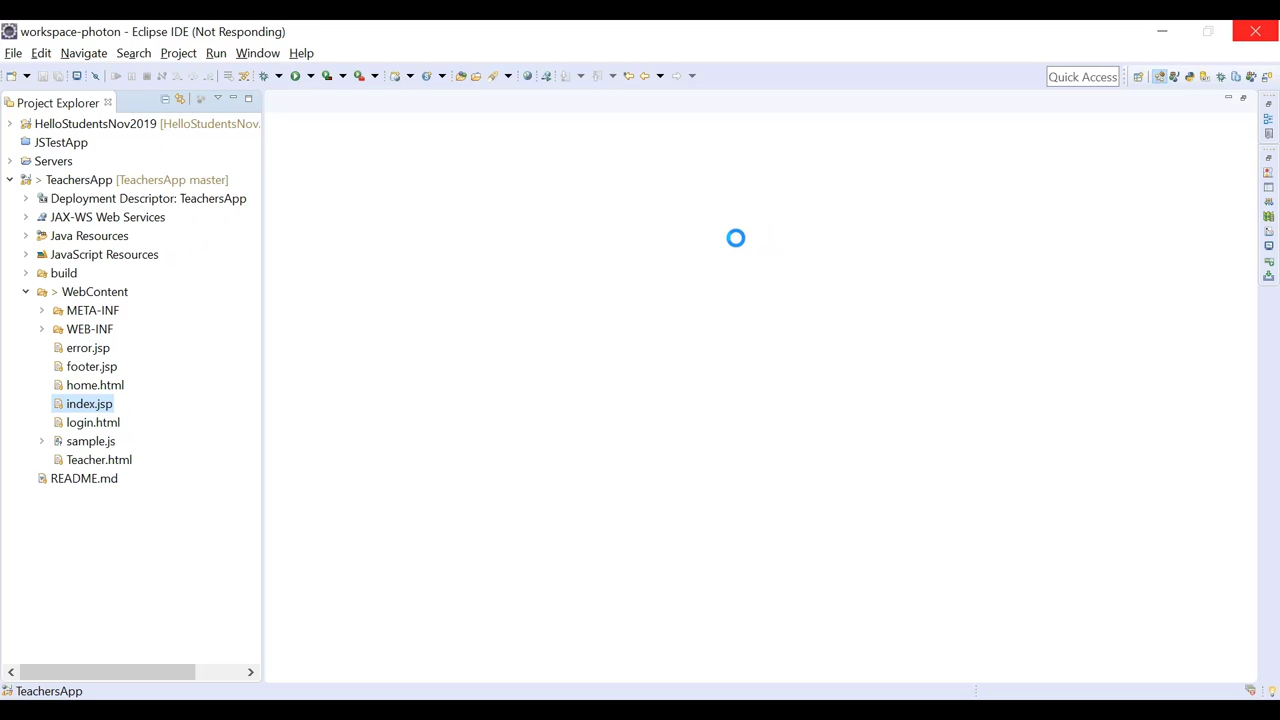 workspace-photon - Eclipse IDE (Not Responding)
File Edit Navigate Search Project Run Window Help
Quick Access
Project Explorer
HelloStudentsNov2019 [HelloStudentsNov.
JSTestApp
Servers
> TeachersApp [TeachersApp master]
Deployment Descriptor: TeachersApp
JAX-WS Web Services
Java Resources
JavaScript Resources
build
> WebContent
META-INF
WEB-INF
error.jsp
footer.jsp
home.html
index.jsp
login.html
sample.js
Teacher.html
README.md
TeachersApp